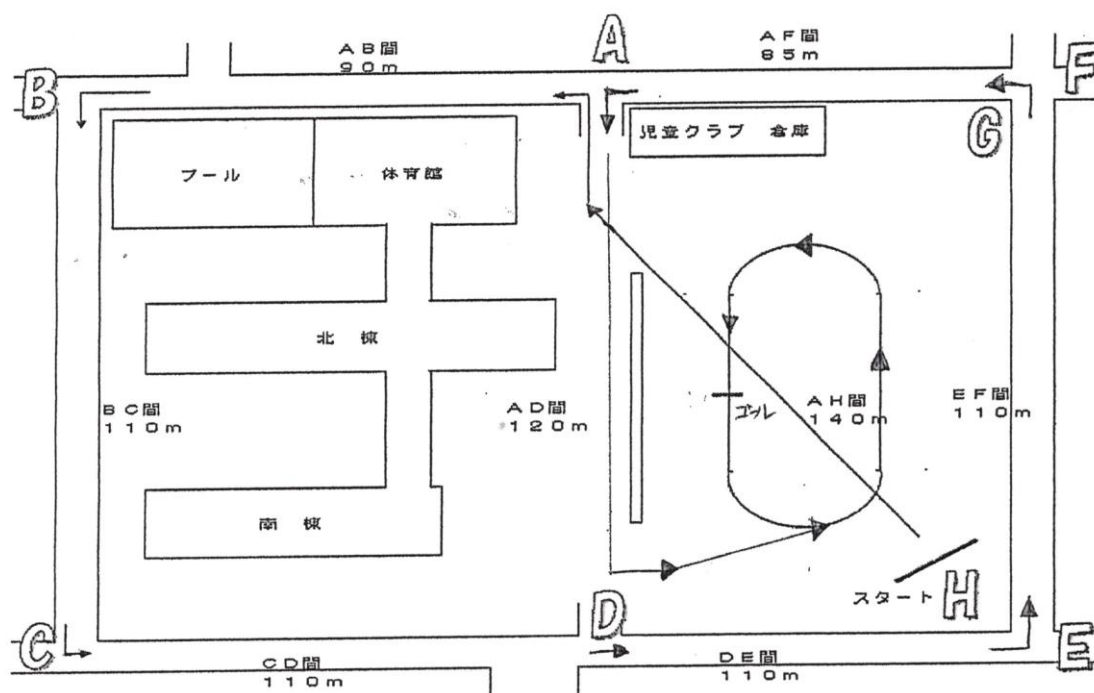 AB間
90m
A
AF間
85m
F
B
G
児童クラブ 倉庫
プール
体育館
北棟
BC間
110m
AD間
120m
ゴール
AH間
140m
EF間
110m
南棟
スタート
H
D
C
E
CD間
110m
DE間
110m